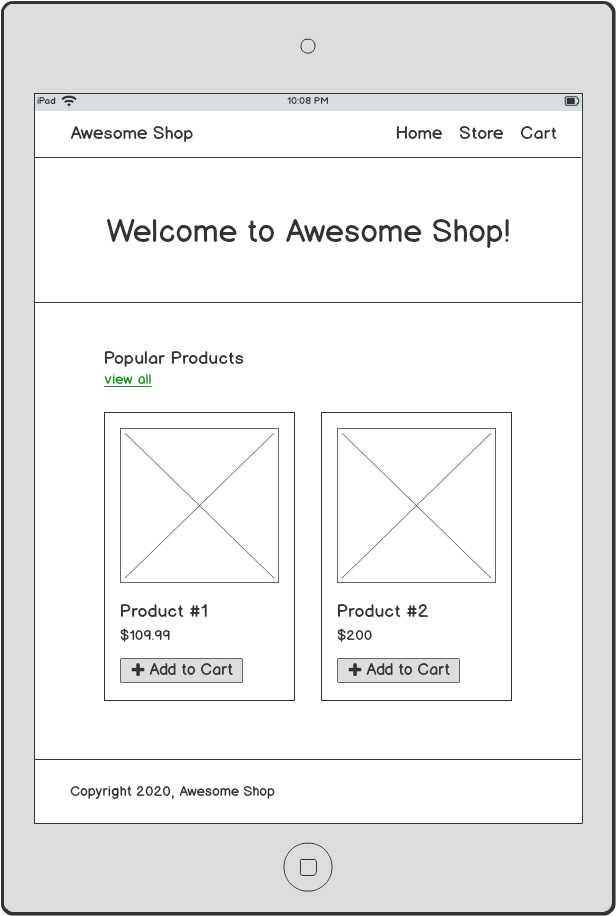 iPad 10:08 PM
Awesome Shop Home Store Cart
Welcome to Awesome Shop!
Popular Products
view all
Product #1
$109.99
Add to Cart
Product #2
$200
Add to Cart
Copyright 2020, Awesome Shop